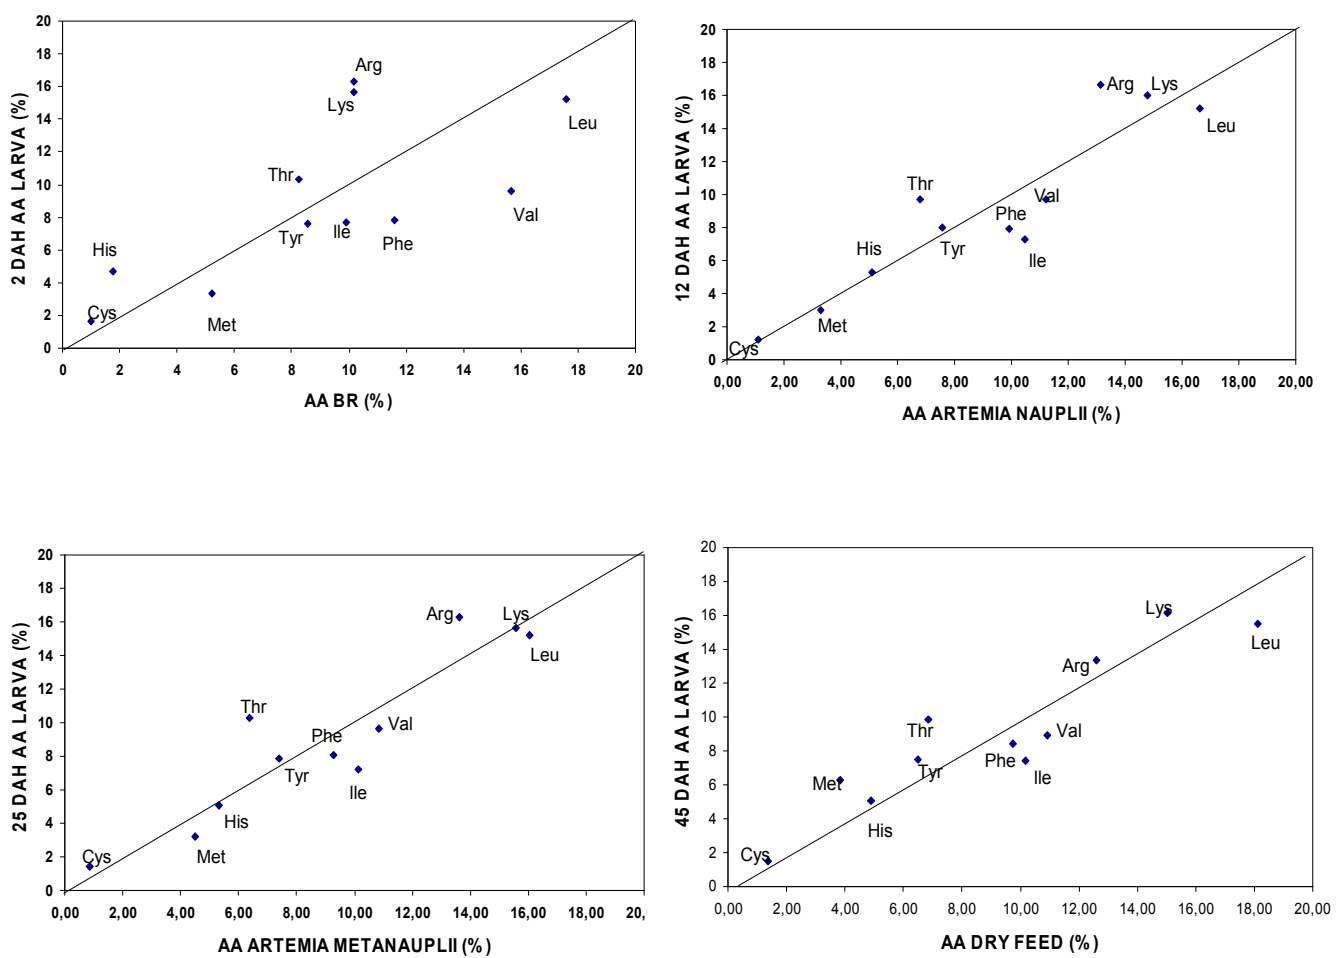 2 DAH AA LARVA (%)
20
18
16
14
12
10
8
6
4
2
0
Arg
Lys
Leu
Thr
Val
Tyr
Ile
Phe
His
Met
Cys
0 2 4 6 8 10 12 14 16 18 20
AA BR (%)
12 DAH AA LARVA (%)
20
18
16
14
12
10
8
6
4
2
0
Arg
Lys
Leu
Thr
Val
Phe
Tyr
Ile
His
Met
Cys
0,00 2,00 4,00 6,00 8,00 10,00 12,00 14,00 16,00 18,00 20,00
AA ARTEMIA NAUPLII (%)
25 DAH AA LARVA (%)
20
18
16
14
12
10
8
6
4
2
0
Arg
Lys
Leu
Thr
Val
Phe
Tyr
Ile
His
Met
Cys
0,00 2,00 4,00 6,00 8,00 10,00 12,00 14,00 16,00 18,00 20,0
AA ARTEMIA METANAUPLII (%)
45 DAH AA LARVA (%)
20
18
16
14
12
10
8
6
4
2
0
Lys
Leu
Arg
Thr
Val
Phe
Tyr
Ile
Met
His
Cys
0,00 2,00 4,00 6,00 8,00 10,00 12,00 14,00 16,00 18,00 20,00
AA DRY FEED (%)